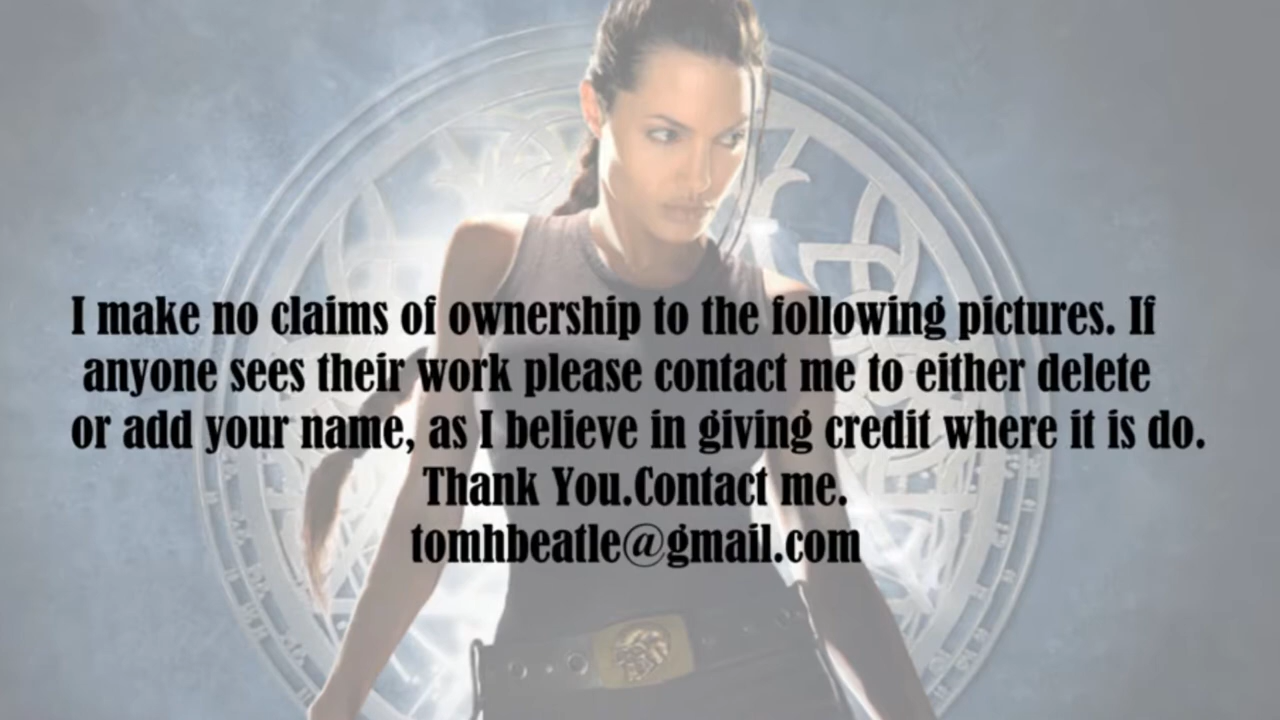 I make no claims of ownership to the following pictures. If
anyone sees their work please contact me to either delete
or add your name, as I believe in giving credit where it is do.
Thank You.Contact me.
tomhbeatle@gmail.com